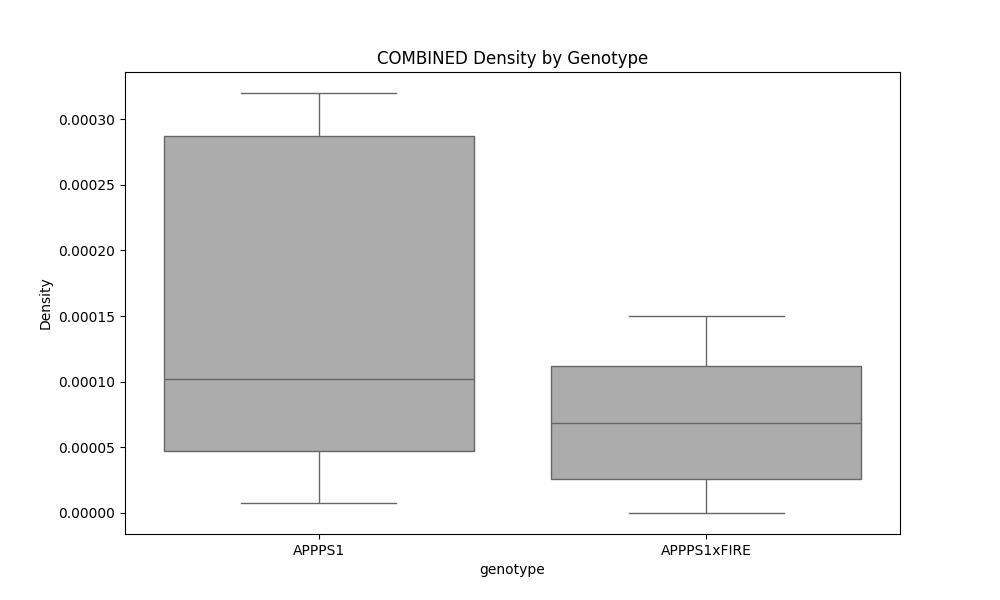 COMBINED Density by Genotype
Density
0.00030
0.00025
0.00020
0.00015
0.00010
0.00005
0.00000
APPPS1
APPPS1xFIRE
genotype